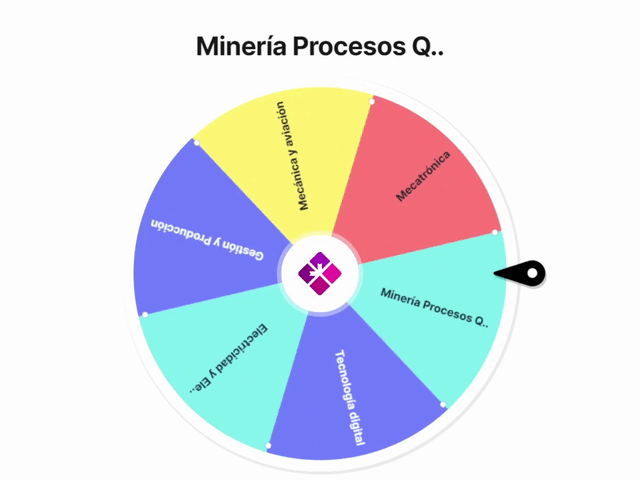 Minería Procesos Q..
Mecánica y aviación
Mecatrónica
Gestión y Producción
Minería Procesos Q..
Electricidad y Ele..
Tecnología digital